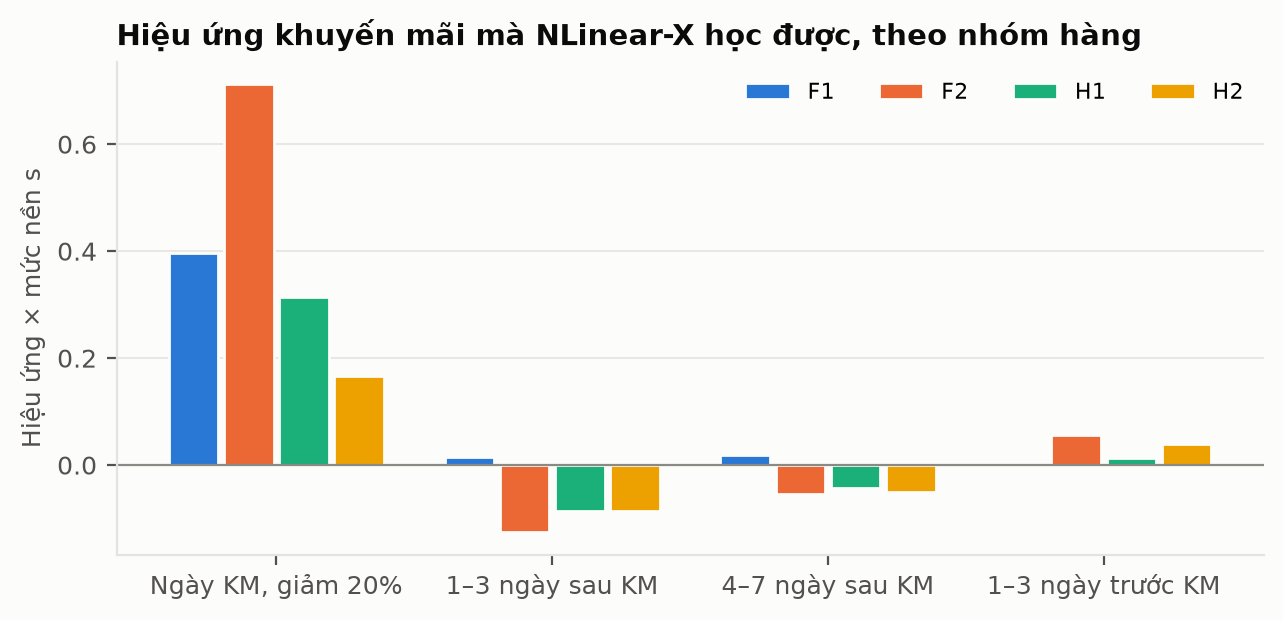 Hiệu ứng khuyến mãi mà NLinear-X học được, theo nhóm hàng
F1 F2 H1 H2
Hiệu ứng × mức nền s
0.6
0.4
0.2
0.0
Ngày KM, giảm 20% 1–3 ngày sau KM 4–7 ngày sau KM 1–3 ngày trước KM